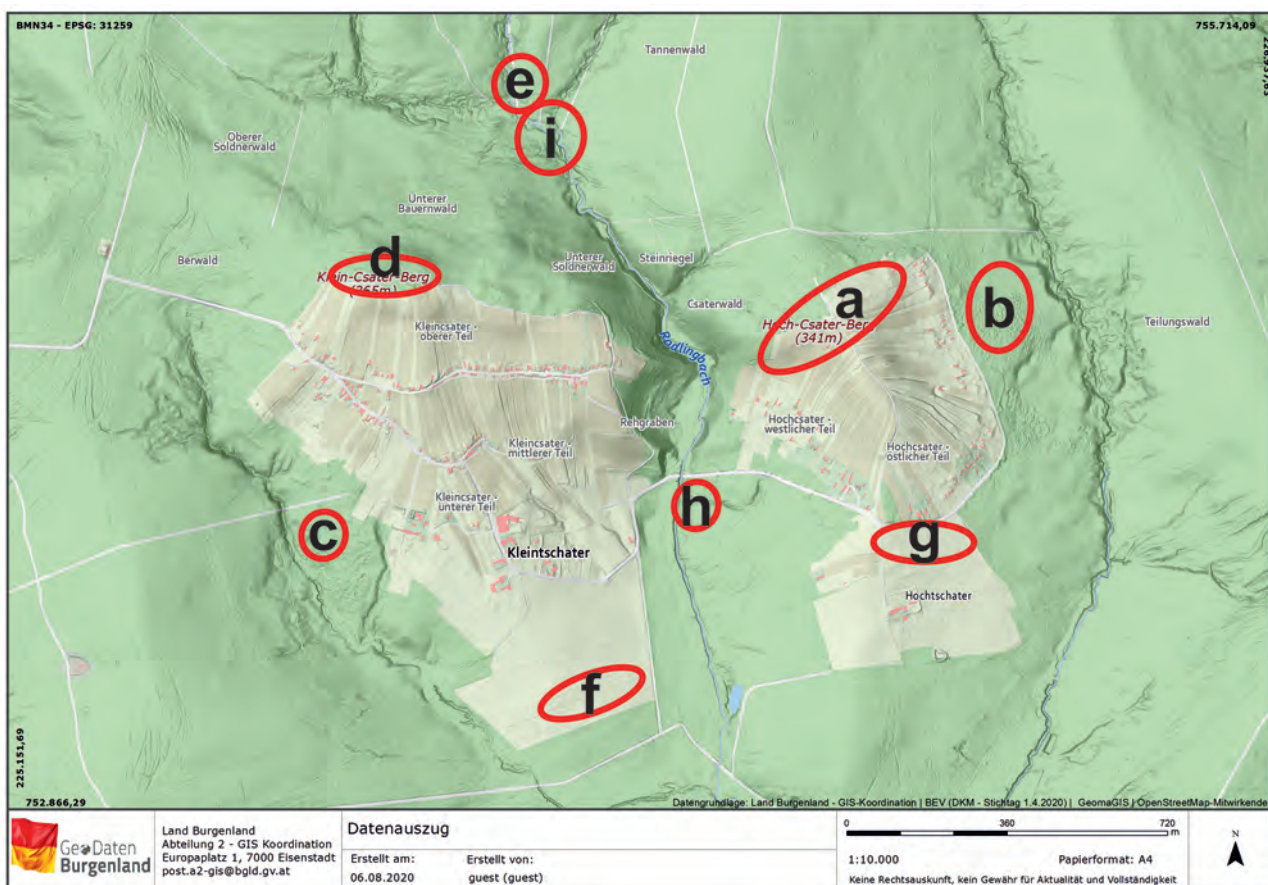 BMN34 - EPSG: 31259
755.714,09
226.937,63
Tannenwald
e
i
Oberer
Soldnerwald
Unterer
Bauernwald
Berwald
d
Klein-Csater-Berg
(365m)
Unterer
Soldnerwald
Steinriegel
Csaterwald
a
b
Hoch-Csater-Berg
(341m)
Teilungswald
Kleincsater -
oberer Teil
Rodlingbach
Rehgraben
Hochcsater -
westlicher Teil
Kleincsater -
mittlerer Teil
Hochcsater -
östlicher Teil
Kleincsater -
unterer Teil
h
c
g
Kleintschater
Hochtschater
f
225.151,69
752.866,29
Datengrundlage: Land Burgenland - GIS-Koordination | BEV (DKM - Stichtag 1.4.2020) | GeomaGIS | OpenStreetMap-Mitwirkende
GeoDaten
Burgenland
Land Burgenland
Abteilung 2 - GIS Koordination
Europaplatz 1, 7000 Eisenstadt
post.a2-gis@bgld.gv.at
Datenauszug
Erstellt am:
06.08.2020
Erstellt von:
guest (guest)
0 360 720
m
1:10.000
Papierformat: A4
Keine Rechtsauskunft, kein Gewähr für Aktualität und Vollständigkeit
N